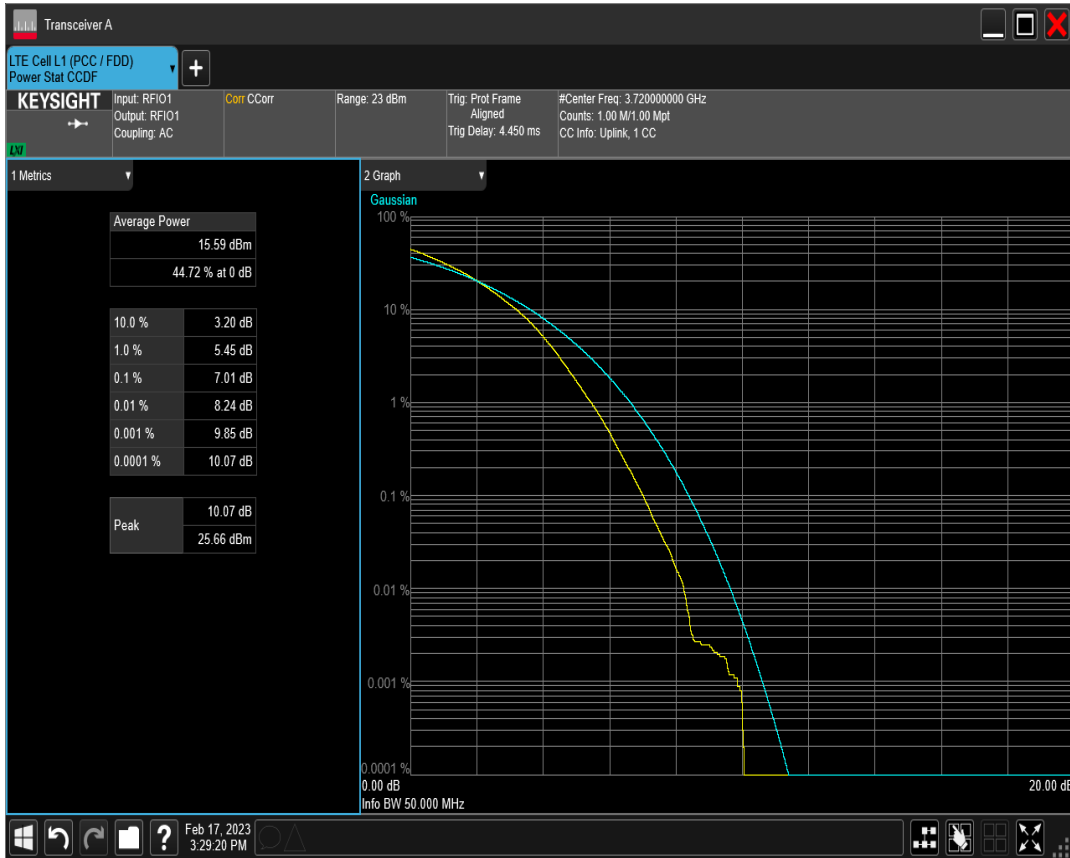 Transceiver A
LTE Cell L1 (PCC / FDD)
Power Stat CCDF
+
KEYSIGHT
LXI
Input: RFIO1
Output: RFIO1
Coupling: AC
Corr CCorr
Range: 23 dBm
Trig: Prot Frame
Aligned
Trig Delay: 4.450 ms
#Center Freq: 3.720000000 GHz
Counts: 1.00 M/1.00 Mpt
CC Info: Uplink, 1 CC
1 Metrics
Average Power
15.59 dBm
44.72 % at 0 dB
10.0 % 3.20 dB
1.0 % 5.45 dB
0.1 % 7.01 dB
0.01 % 8.24 dB
0.001 % 9.85 dB
0.0001 % 10.07 dB
Peak
10.07 dB
25.66 dBm
2 Graph
Gaussian
100 %
10 %
1 %
0.1 %
0.01 %
0.001 %
0.0001 %
0.00 dB
20.00 dB
Info BW 50.000 MHz
?
Feb 17, 2023
3:29:20 PM